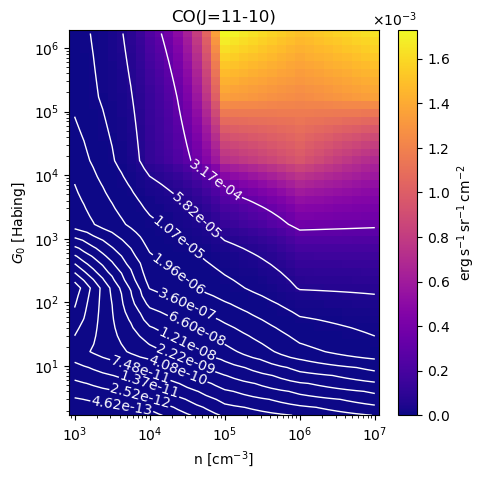 CO(J=11-10)
×10⁻³
10⁶
10⁵
10⁴
10³
10²
10¹
G₀ [Habing]
10³
10⁴
10⁵
10⁶
10⁷
n [cm⁻³]
3.17e-04
5.82e-05
1.07e-05
1.96e-06
3.60e-07
6.60e-08
1.21e-08
2.22e-09
4.08e-10
7.48e-11
1.37e-11
2.52e-12
4.62e-13
1.6
1.4
1.2
1.0
0.8
0.6
0.4
0.2
0.0
erg s⁻¹ sr⁻¹ cm⁻²